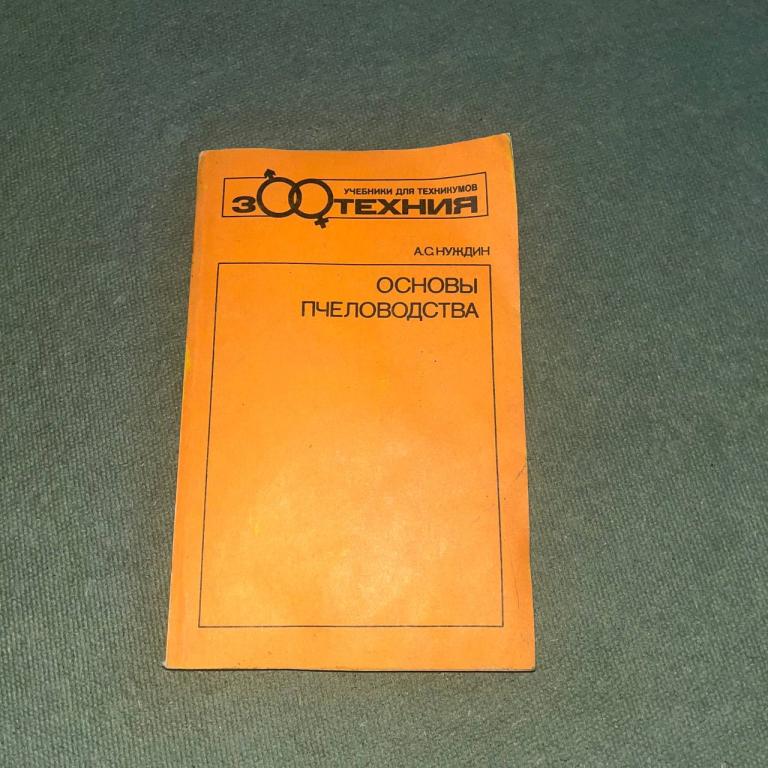 УЧЕБНИКИ ДЛЯ ТЕХНИКУМОВ
ЗООТЕХНИЯ
А.С.НУЖДИН
ОСНОВЫ
ПЧЕЛОВОДСТВА